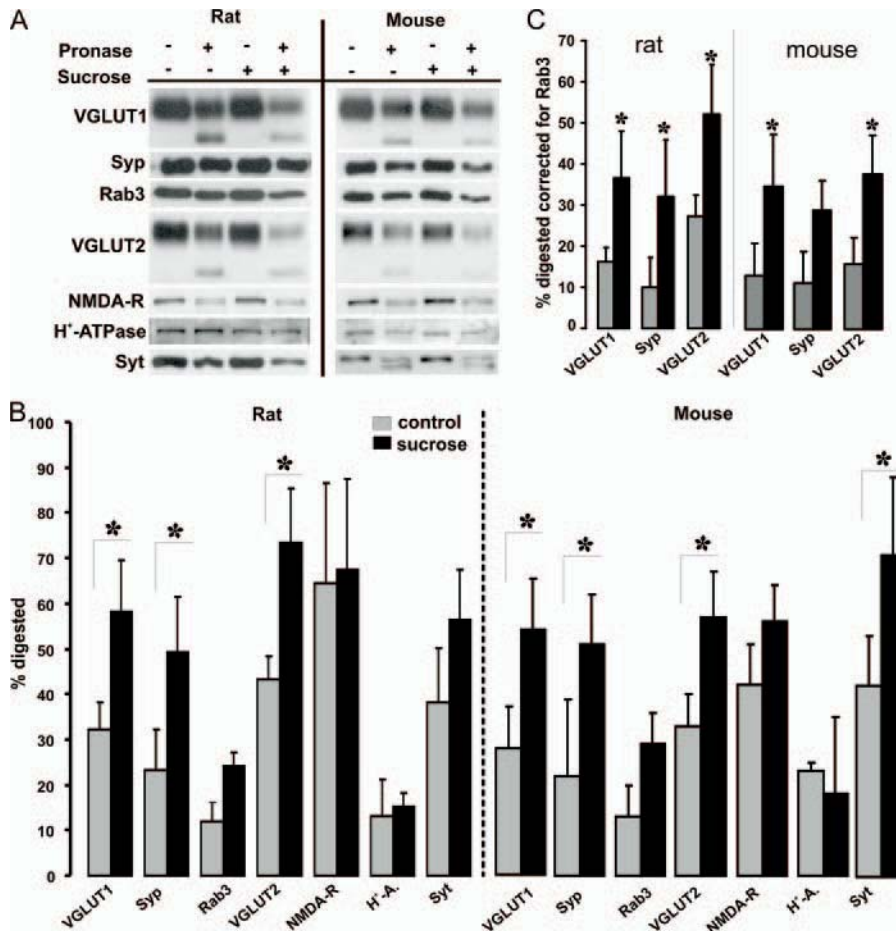 A
Rat
Mouse
Pronase - + - + - + - +
Sucrose - - + + - - + +
VGLUT1
Syp
Rab3
VGLUT2
NMDA-R
H+-ATPase
Syt
C
% digested corrected for Rab3
70
60
50
40
30
20
10
0
rat
mouse
* * * * *
VGLUT1 Syp VGLUT2 VGLUT1 Syp VGLUT2
B
Rat
control
sucrose
Mouse
% digested
100
90
80
70
60
50
40
30
20
10
0
* * * * * * *
VGLUT1 Syp Rab3 VGLUT2 NMDA-R H+-A. Syt VGLUT1 Syp Rab3 VGLUT2 NMDA-R H+-A. Syt